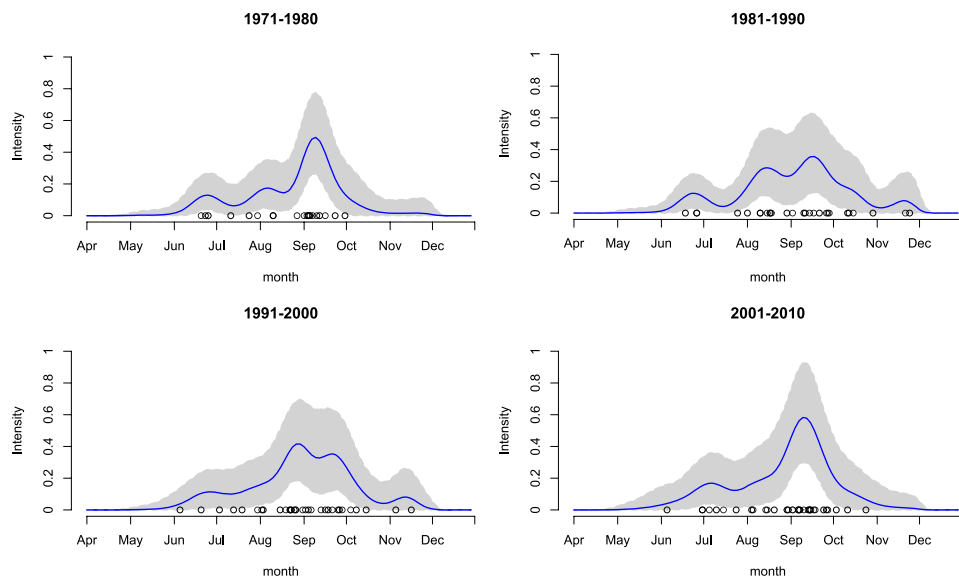 1971-1980
Intensity
0 0.2 0.4 0.6 0.8 1
Apr May Jun Jul Aug Sep Oct Nov Dec
month
1981-1990
Intensity
0 0.2 0.4 0.6 0.8 1
Apr May Jun Jul Aug Sep Oct Nov Dec
month
1991-2000
Intensity
0 0.2 0.4 0.6 0.8 1
Apr May Jun Jul Aug Sep Oct Nov Dec
month
2001-2010
Intensity
0 0.2 0.4 0.6 0.8 1
Apr May Jun Jul Aug Sep Oct Nov Dec
month